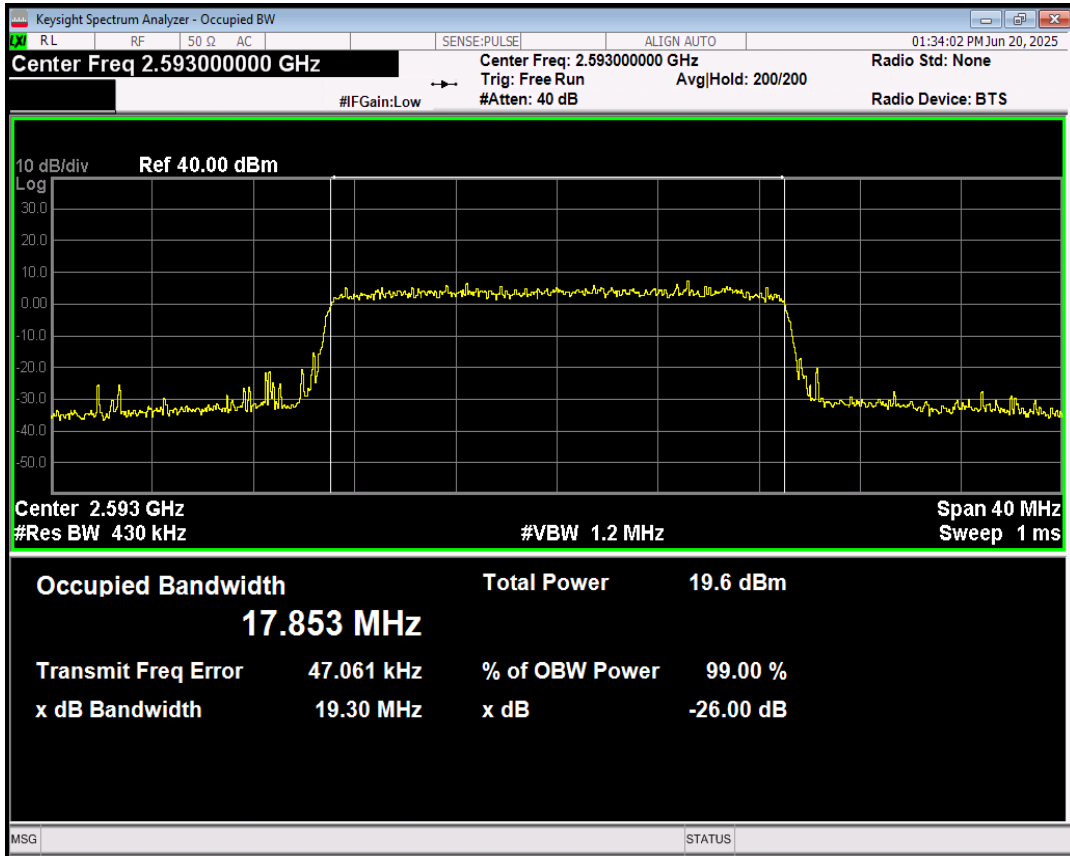 Keysight Spectrum Analyzer - Occupied BW
LXI RL RF 50 Ω AC SENSE:PULSE ALIGN AUTO 01:34:02 PM Jun 20, 2025
Center Freq 2.593000000 GHz Center Freq: 2.593000000 GHz Radio Std: None
Trig: Free Run Avg|Hold: 200/200
#IFGain:Low #Atten: 40 dB Radio Device: BTS
10 dB/div Ref 40.00 dBm
Log
30.0
20.0
10.0
0.00
-10.0
-20.0
-30.0
-40.0
-50.0
Center 2.593 GHz Span 40 MHz
#Res BW 430 kHz #VBW 1.2 MHz Sweep 1 ms
Occupied Bandwidth Total Power 19.6 dBm
17.853 MHz
Transmit Freq Error 47.061 kHz % of OBW Power 99.00 %
x dB Bandwidth 19.30 MHz x dB -26.00 dB
MSG STATUS